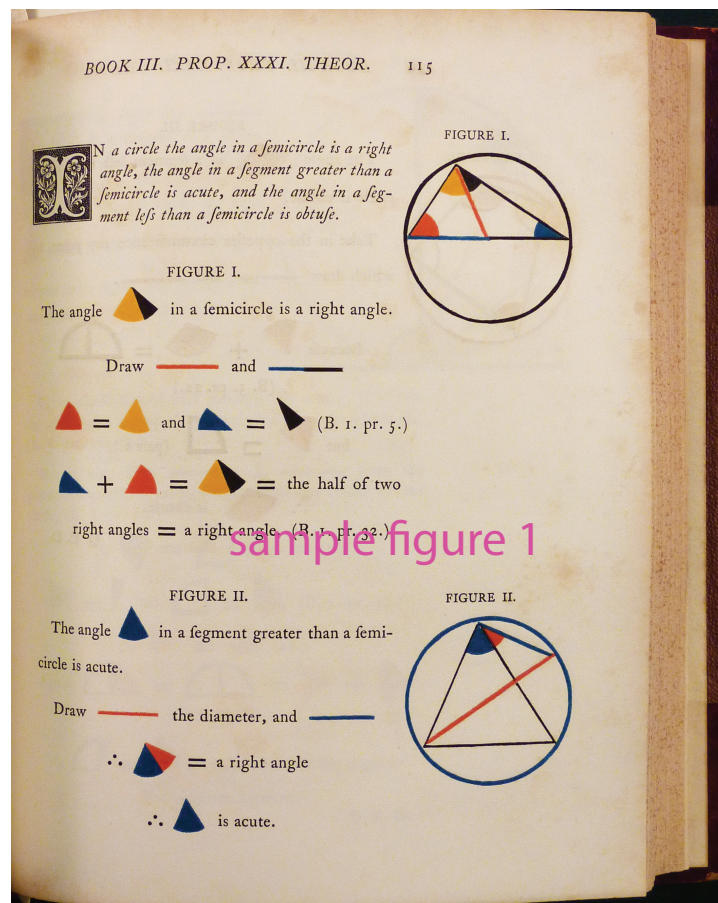 BOOK III. PROP. XXXI. THEOR. 115
IN a circle the angle in a ſemicircle is a right
angle, the angle in a ſegment greater than a
ſemicircle is acute, and the angle in a ſeg-
ment leſs than a ſemicircle is obtuſe.
FIGURE I.
FIGURE I.
The angle in a ſemicircle is a right angle.
Draw and
= and = (B. 1. pr. 5.)
+ = = the half of two
right angles = a right angle. (B. 1. pr. 32.)
sample figure 1
FIGURE II.
FIGURE II.
The angle in a ſegment greater than a ſemi-
circle is acute.
Draw the diameter, and
∴ = a right angle
∴ is acute.